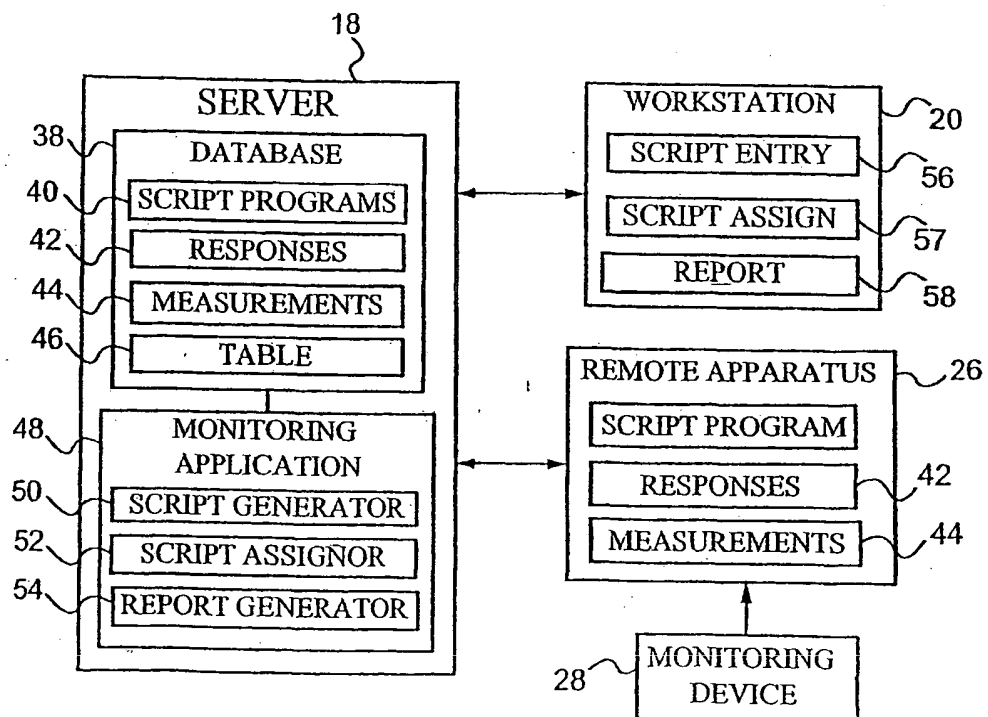 18
SERVER
38
DATABASE
40
SCRIPT PROGRAMS
42
RESPONSES
44
MEASUREMENTS
46
TABLE
48
MONITORING
APPLICATION
50
SCRIPT GENERATOR
52
SCRIPT ASSIGNOR
54
REPORT GENERATOR
WORKSTATION
20
SCRIPT ENTRY
56
SCRIPT ASSIGN
57
REPORT
58
REMOTE APPARATUS
26
SCRIPT PROGRAM
RESPONSES
42
MEASUREMENTS
44
28
MONITORING
DEVICE